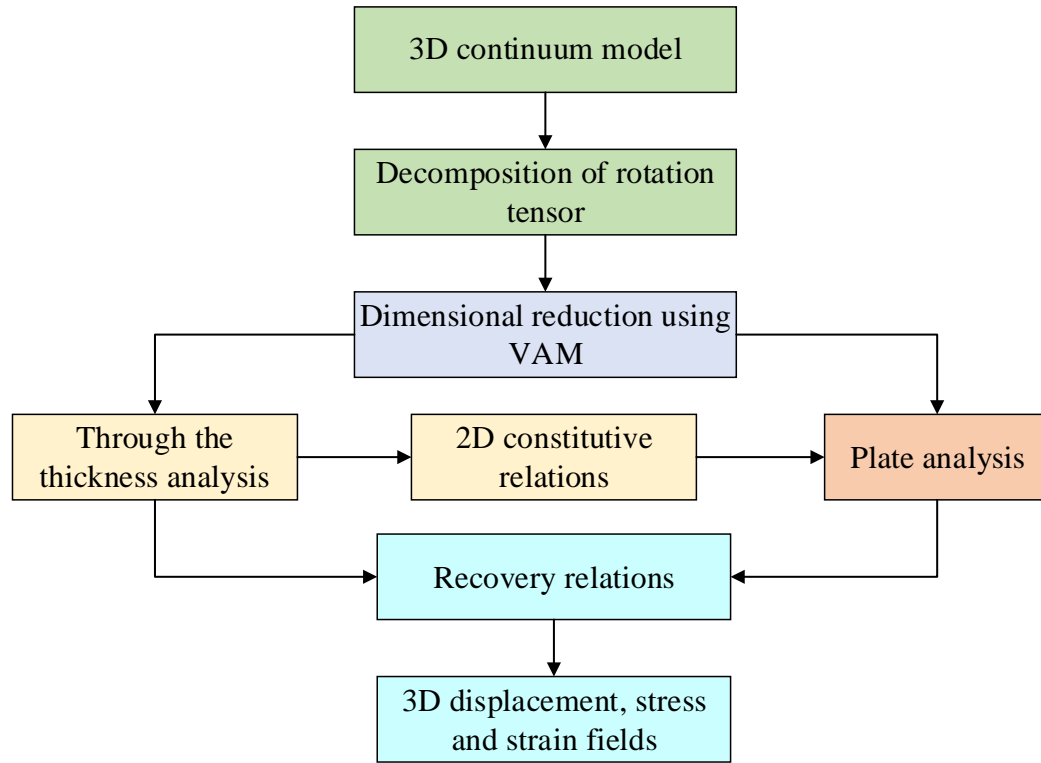 3D continuum model
Decomposition of rotation
tensor
Dimensional reduction using
VAM
Through the
thickness analysis
2D constitutive
relations
Plate analysis
Recovery relations
3D displacement, stress
and strain fields